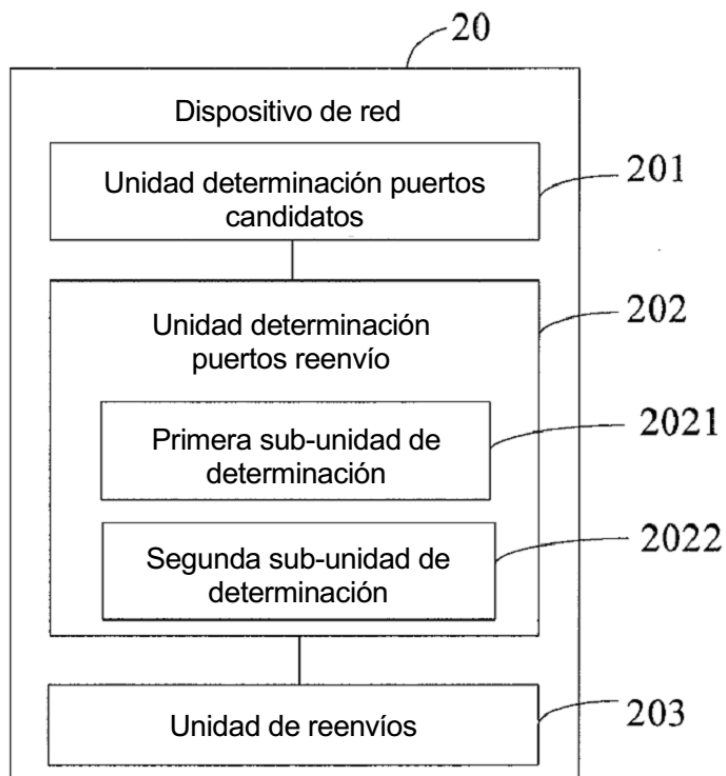 20
Dispositivo de red
Unidad determinación puertos
candidatos
201
Unidad determinación
puertos reenvío
202
Primera sub-unidad de
determinación
2021
Segunda sub-unidad de
determinación
2022
Unidad de reenvíos
203